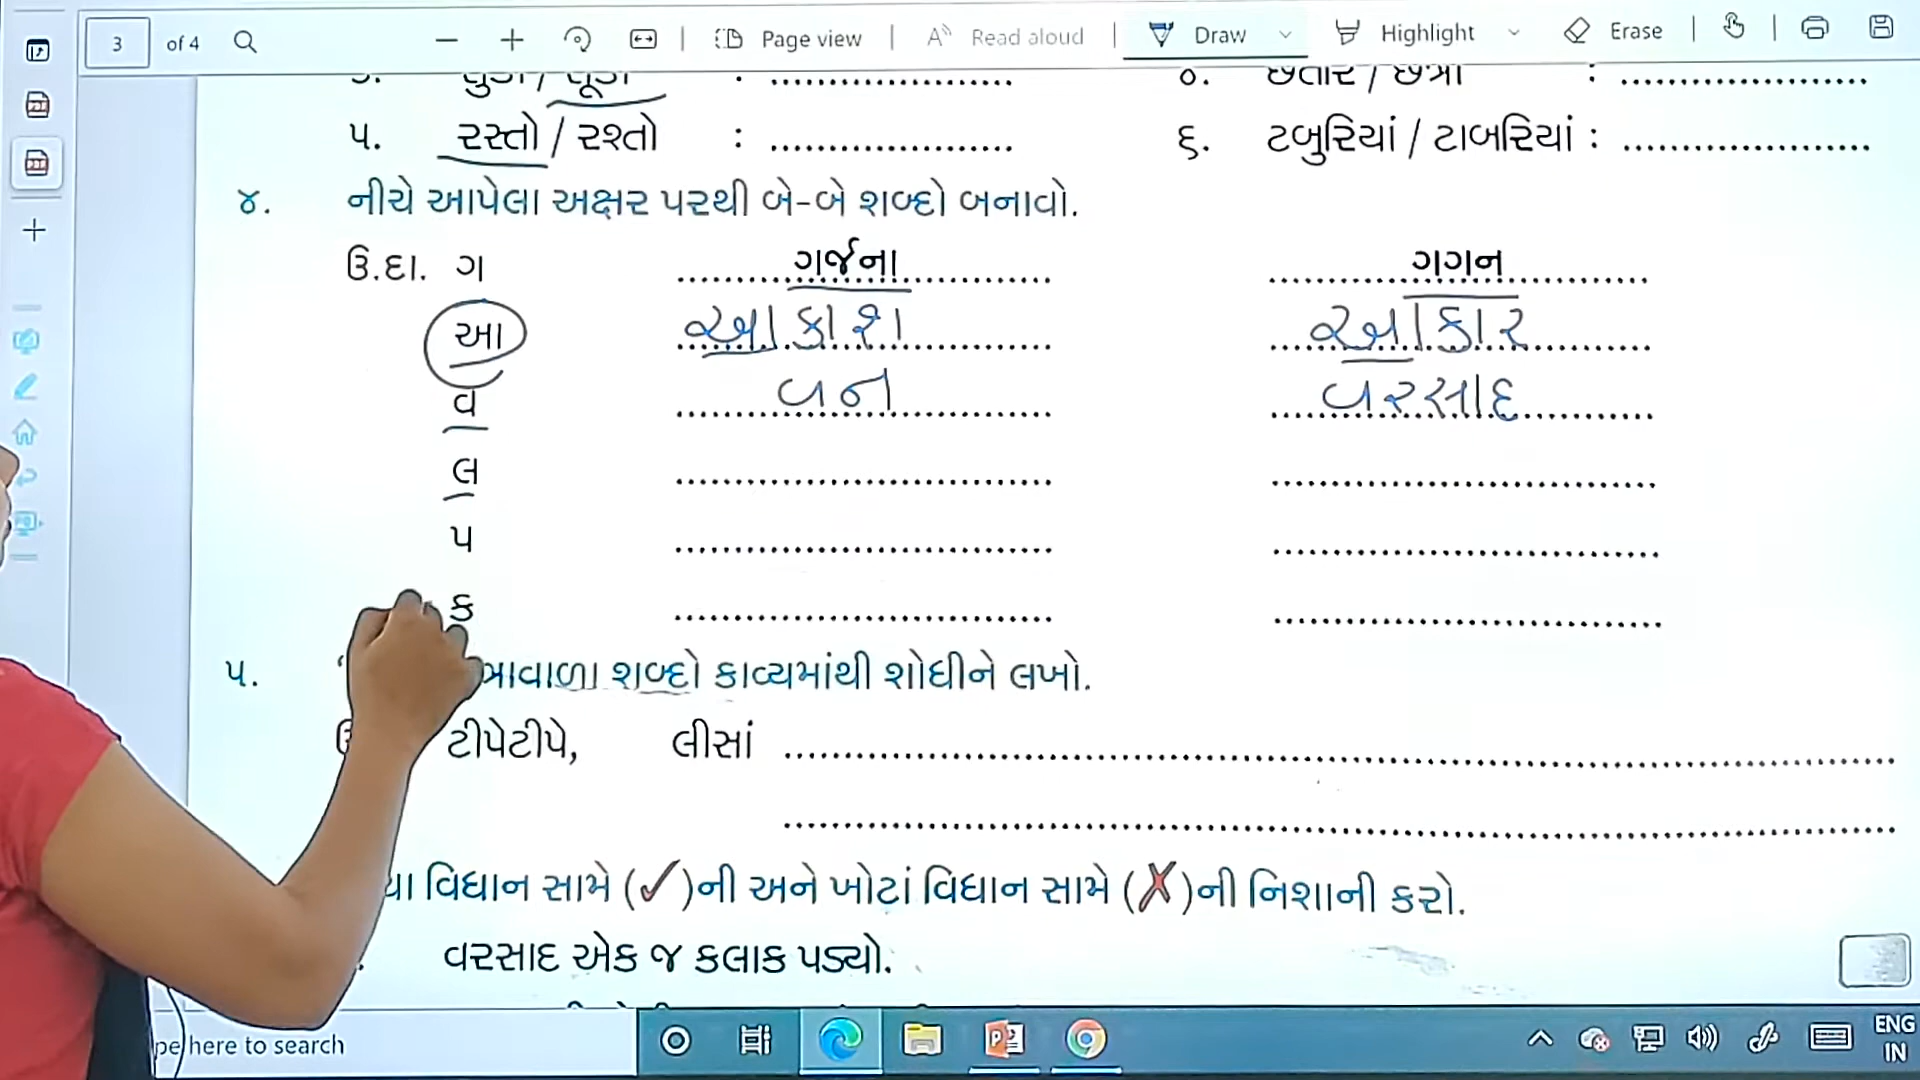 3 of 4 Page view Read aloud Draw Highlight Erase
૫. રસ્તો / રશ્તો : ..................... ૬. ટબુરિયાં / ટાબરિયાં : .....................
૪. નીચે આપેલા અક્ષર પરથી બે-બે શબ્દો બનાવો.
ઉ.દા. ગ ગર્જના ગગન
આ આકાશ આકાર
વ વન વરસાદ
લ
પ
ક
૫. ત્રાવાળા શબ્દો કાવ્યમાંથી શોધીને લખો.
ટીપેટીપે, લીસાં
વિધાન સામે (✓)ની અને ખોટાં વિધાન સામે (✗)ની નિશાની કરો.
વરસાદ એક જ કલાક પડ્યો.
here to search ENG
IN